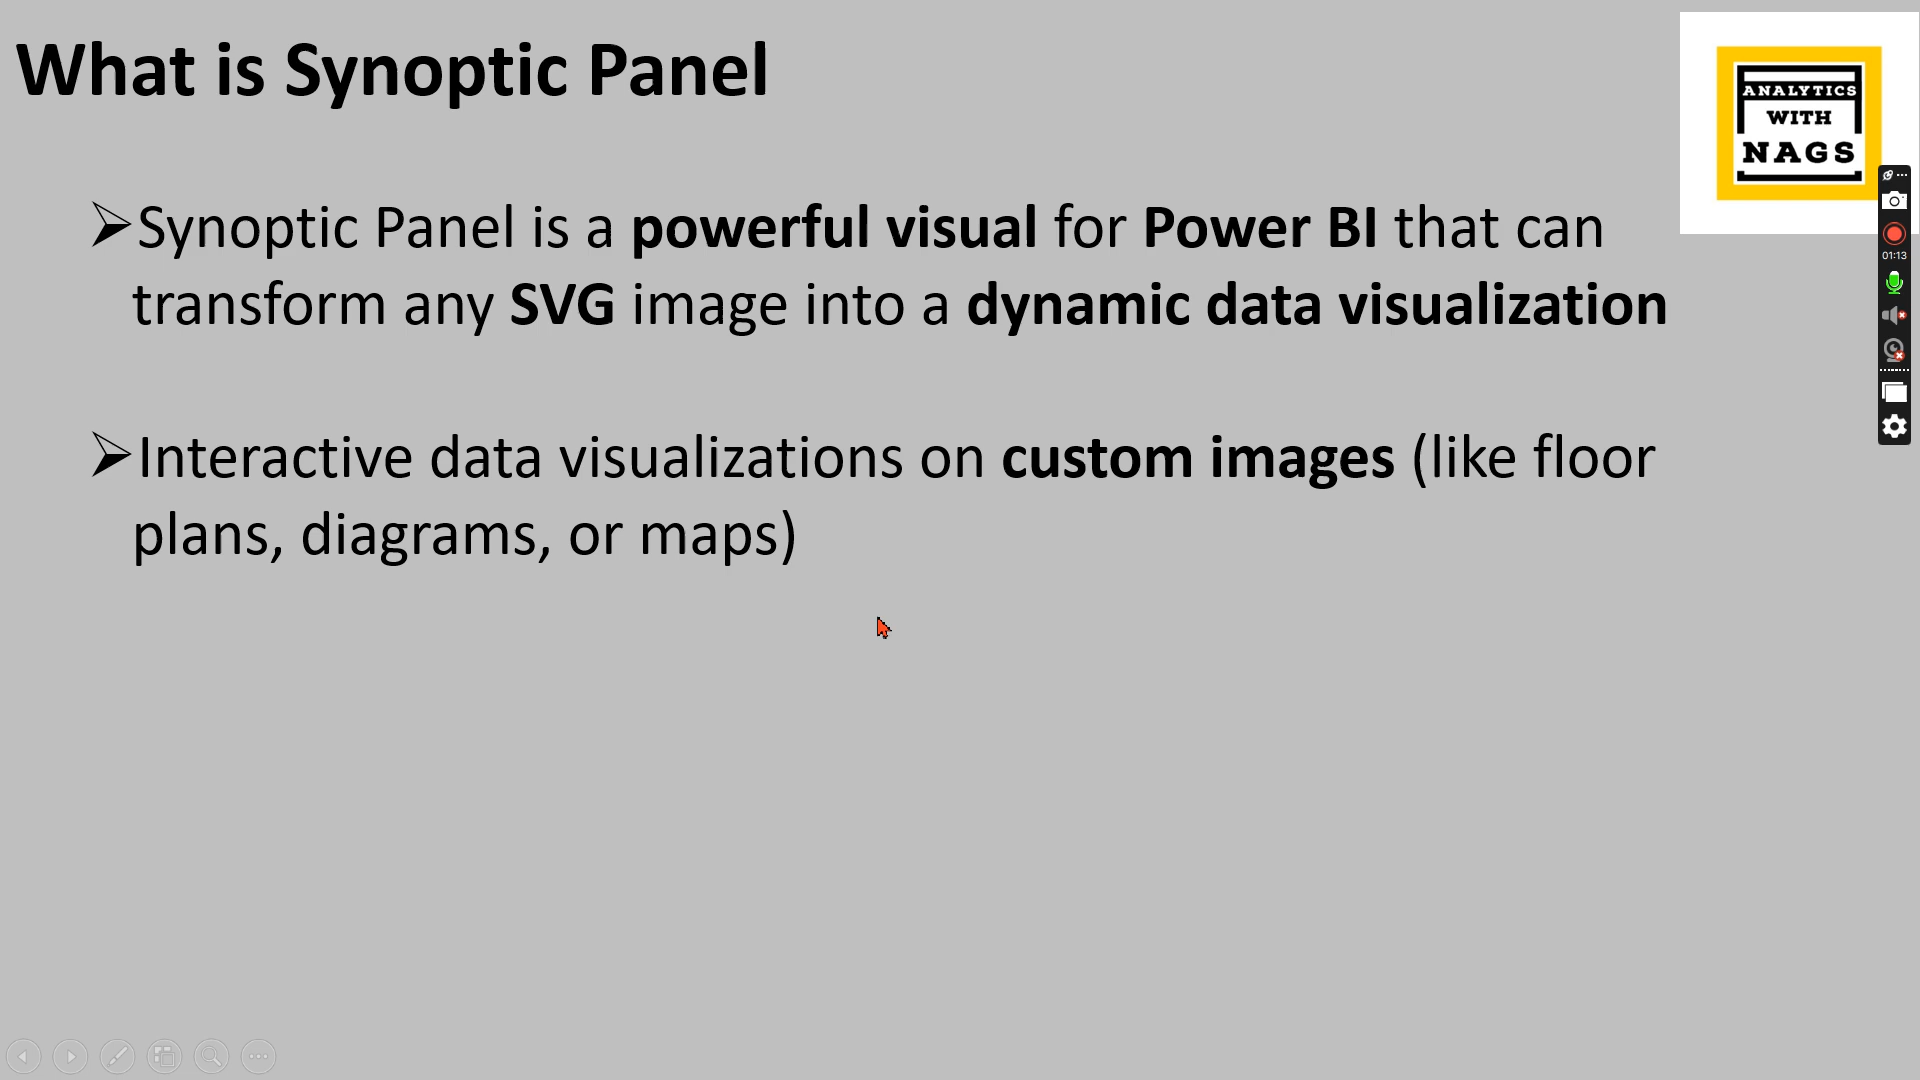 What is Synoptic Panel
ANALYTICS
WITH
NAGS
➢Synoptic Panel is a powerful visual for Power BI that can
transform any SVG image into a dynamic data visualization
➢Interactive data visualizations on custom images (like floor
plans, diagrams, or maps)
01:13